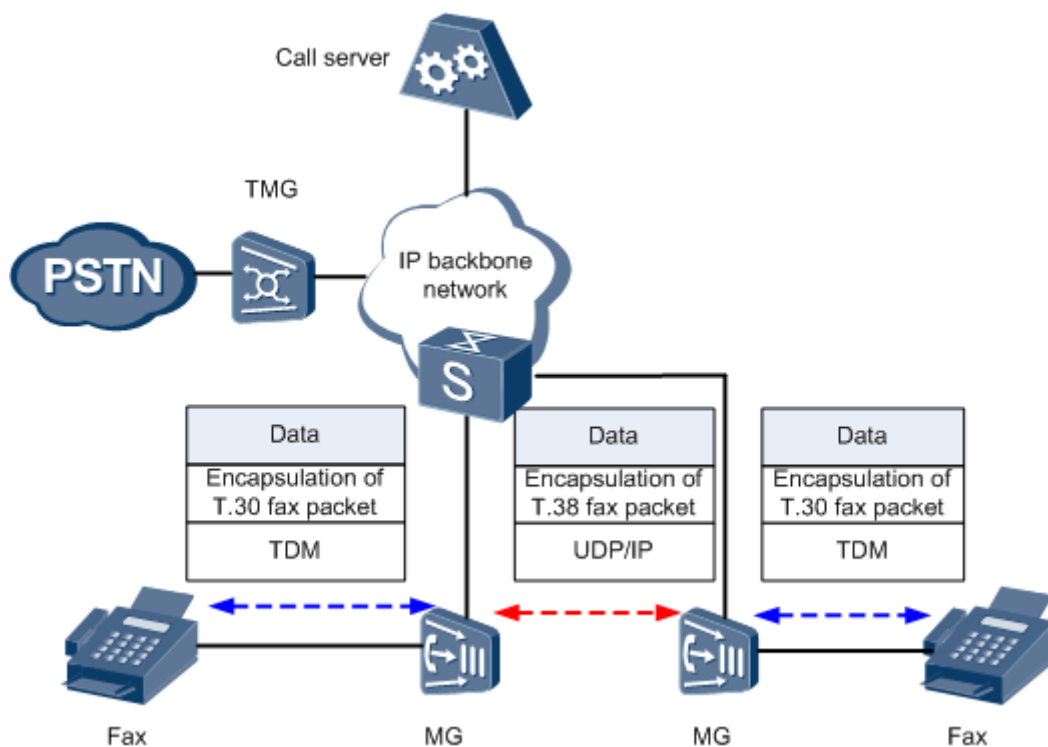 Call server
TMG
PSTN
IP backbone
network
S
Data
Encapsulation of
T.30 fax packet
TDM
Data
Encapsulation of
T.38 fax packet
UDP/IP
Data
Encapsulation of
T.30 fax packet
TDM
Fax
MG
MG
Fax